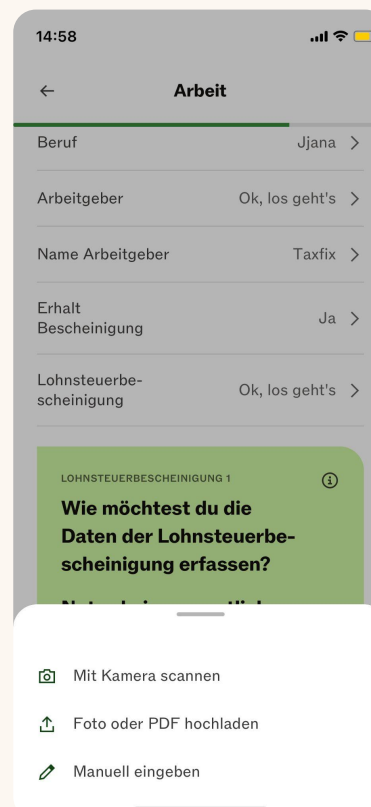 14:58
Arbeit
Beruf Jjana
Arbeitgeber Ok, los geht's
Name Arbeitgeber Taxfix
Erhalt
Bescheinigung Ja
Lohnsteuerbe-
scheinigung Ok, los geht's
LOHNSTEUERBESCHEINIGUNG 1
Wie möchtest du die
Daten der Lohnsteuerbe-
scheinigung erfassen?
Mit Kamera scannen
Foto oder PDF hochladen
Manuell eingeben